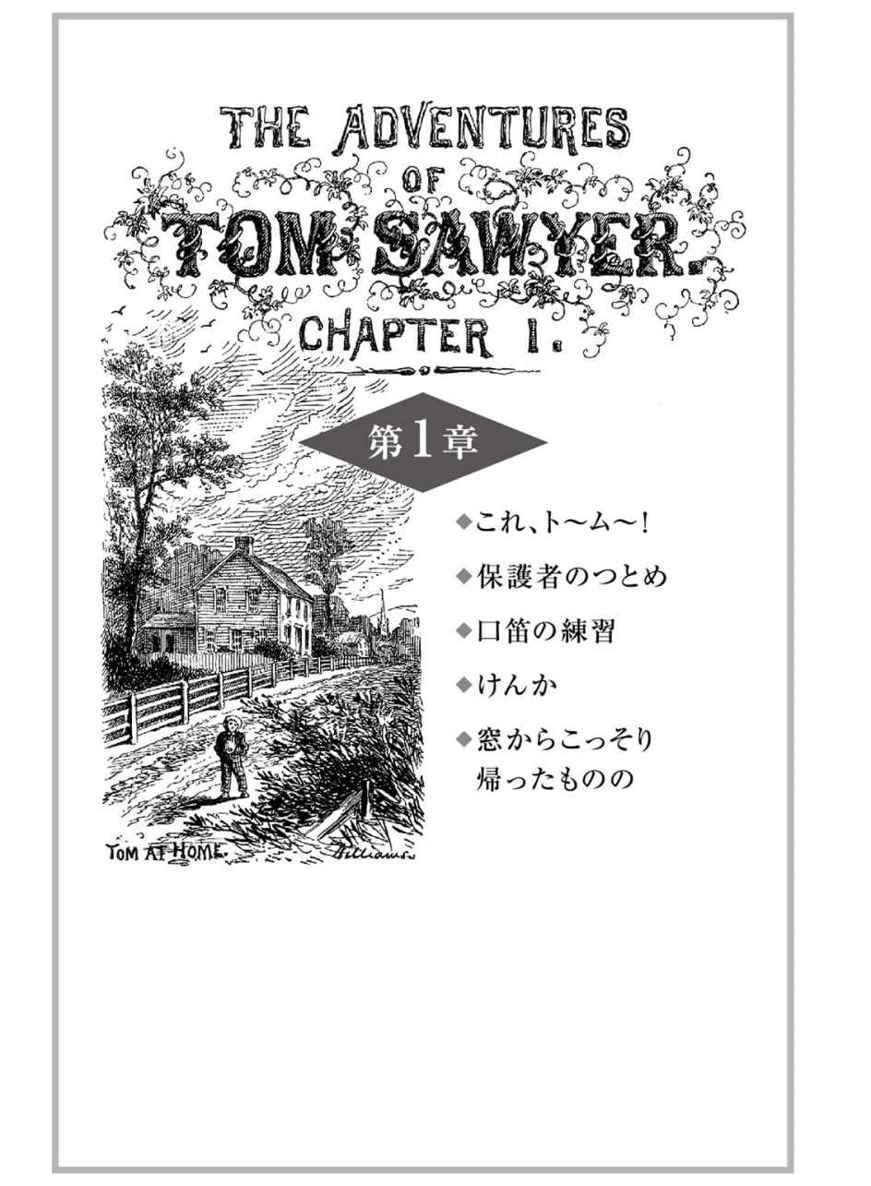 THE ADVENTURES
OF
TOM SAWYER.
CHAPTER I.
第1章
◆これ、ト〜ム〜!
◆保護者のつとめ
◆口笛の練習
◆けんか
◆窓からこっそり
帰ったものの
TOM AT HOME.
Williams